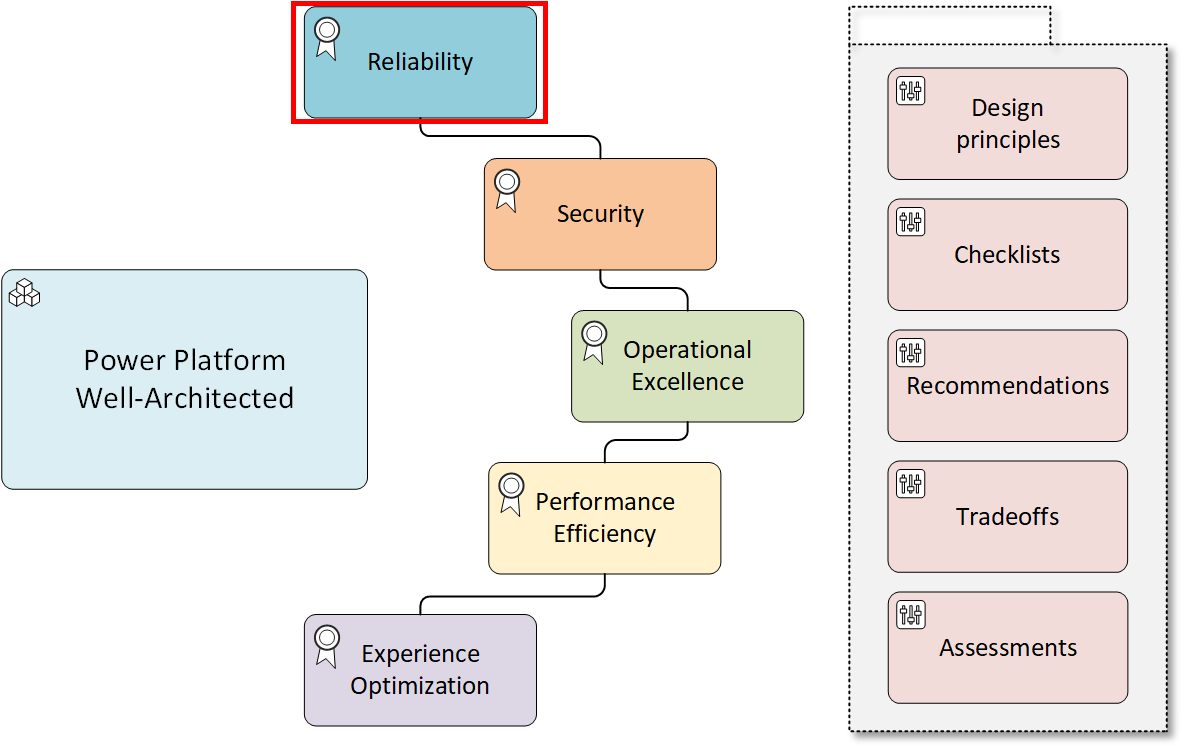 Reliability
Security
Power Platform
Well-Architected
Operational
Excellence
Performance
Efficiency
Experience
Optimization
Design
principles
Checklists
Recommendations
Tradeoffs
Assessments